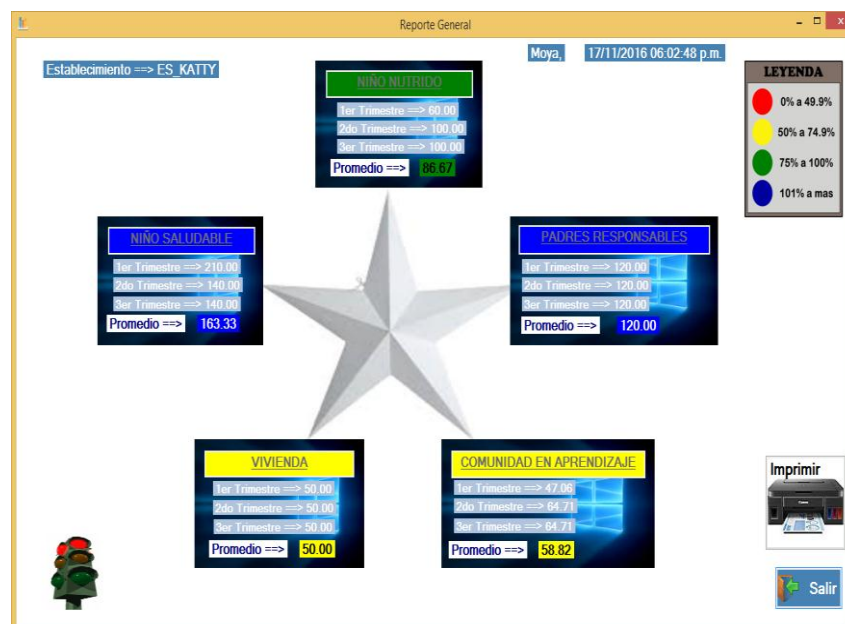 Reporte General
Moya, 17/11/2016 06:02:48 p.m.
Establecimiento ==> ES_KATTY
NIÑO NUTRIDO
1er Trimestre ==> 60.00
2do Trimestre ==> 100.00
3er Trimestre ==> 100.00
Promedio ==> 86.67
LEYENDA
0% a 49.9%
50% a 74.9%
75% a 100%
101% a mas
NIÑO SALUDABLE
1er Trimestre ==> 210.00
2do Trimestre ==> 140.00
3er Trimestre ==> 140.00
Promedio ==> 163.33
PADRES RESPONSABLES
1er Trimestre ==> 120.00
2do Trimestre ==> 120.00
3er Trimestre ==> 120.00
Promedio ==> 120.00
VIVIENDA
1er Trimestre ==> 50.00
2do Trimestre ==> 50.00
3er Trimestre ==> 50.00
Promedio ==> 50.00
COMUNIDAD EN APRENDIZAJE
1er Trimestre ==> 47.06
2do Trimestre ==> 64.71
3er Trimestre ==> 64.71
Promedio ==> 58.82
Imprimir
Salir